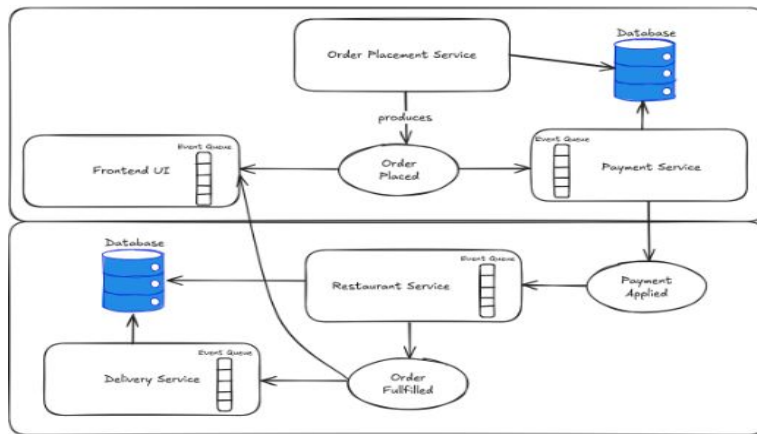 Database
Order Placement Service
produces
Event Queue
Frontend UI
Order
Placed
Event Queue
Payment Service
Database
Event Queue
Restaurant Service
Payment
Applied
Event Queue
Delivery Service
Order
Fullfilled